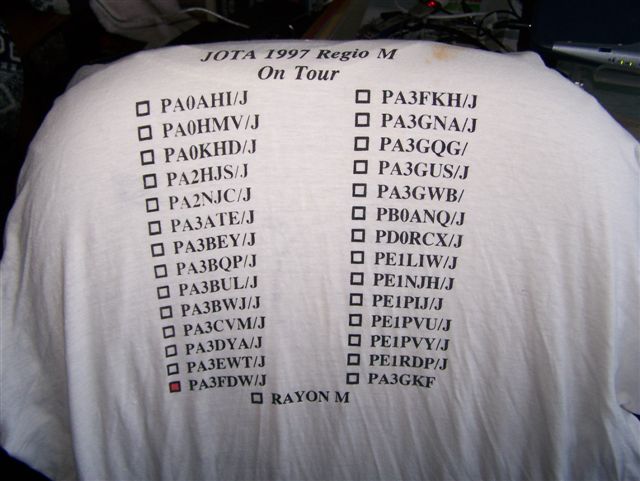 JOTA 1997 Regio M
On Tour
PA0AHI/J
PA0HMV/J
PA0KHD/J
PA2HJS/J
PA2NJC/J
PA3ATE/J
PA3BEY/J
PA3BQP/J
PA3BUL/J
PA3BWJ/J
PA3CVM/J
PA3DYA/J
PA3EWT/J
PA3FDW/J
PA3FKH/J
PA3GNA/J
PA3GQG/
PA3GUS/J
PA3GWB/
PB0ANQ/J
PD0RCX/J
PE1LIW/J
PE1NJH/J
PE1PIJ/J
PE1PVU/J
PE1PVY/J
PE1RDP/J
PA3GKF
RAYON M